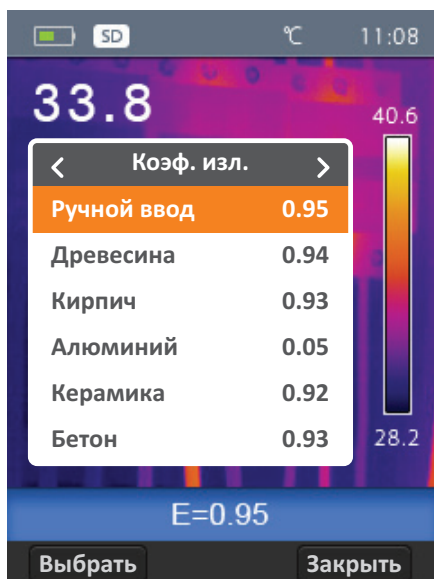 SD ℃ 11:08
33.8
40.6
Коэф. изл.
Ручной ввод 0.95
Древесина 0.94
Кирпич 0.93
Алюминий 0.05
Керамика 0.92
Бетон 0.93
28.2
E=0.95
Выбрать Закрыть